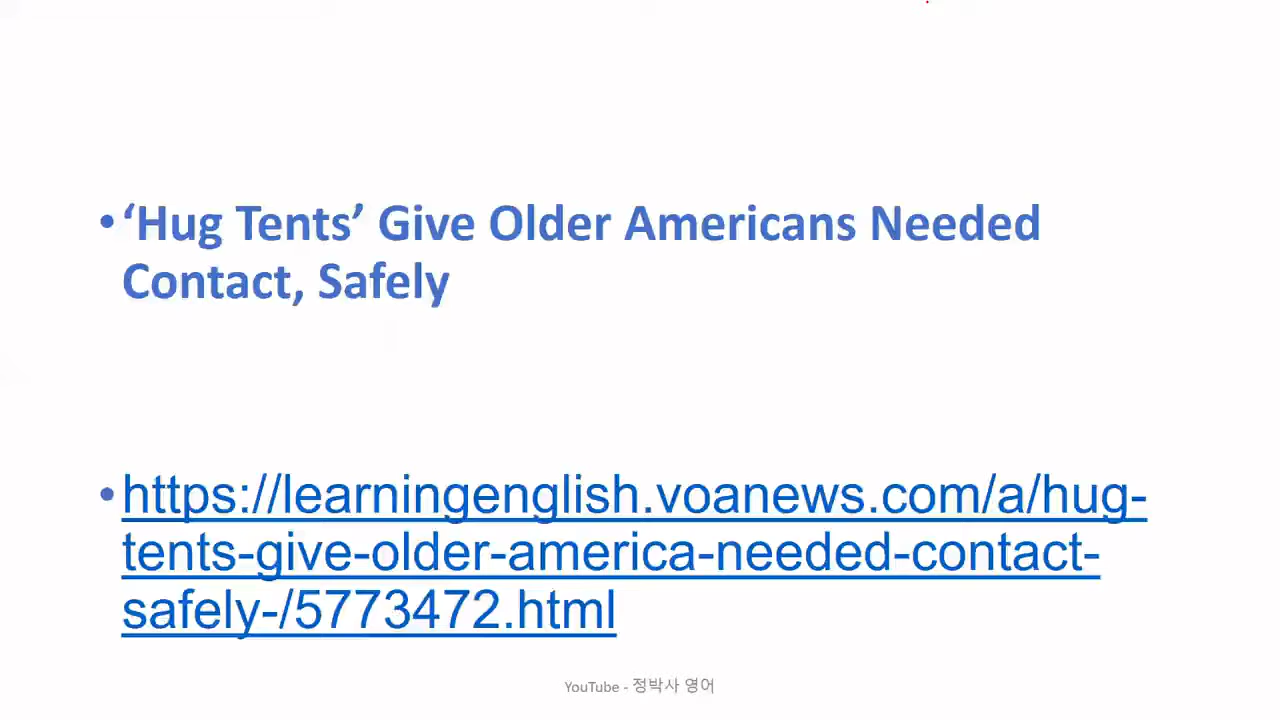 • ‘Hug Tents’ Give Older Americans Needed
Contact, Safely
• https://learningenglish.voanews.com/a/hug-
tents-give-older-america-needed-contact-
safely-/5773472.html
YouTube - 정박사 영어